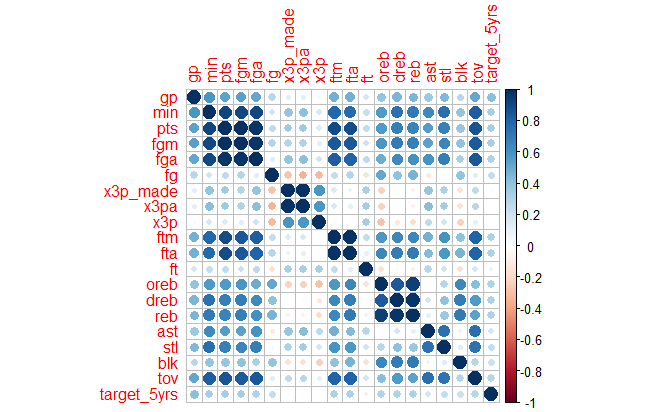 gp min pts fgm fga fg x3p_made x3pa x3p ftm fta ft oreb dreb reb ast stl blk tov target_5yrs
gp
min
pts
fgm
fga
fg
x3p_made
x3pa
x3p
ftm
fta
ft
oreb
dreb
reb
ast
stl
blk
tov
target_5yrs
1
0.8
0.6
0.4
0.2
0
-0.2
-0.4
-0.6
-0.8
-1